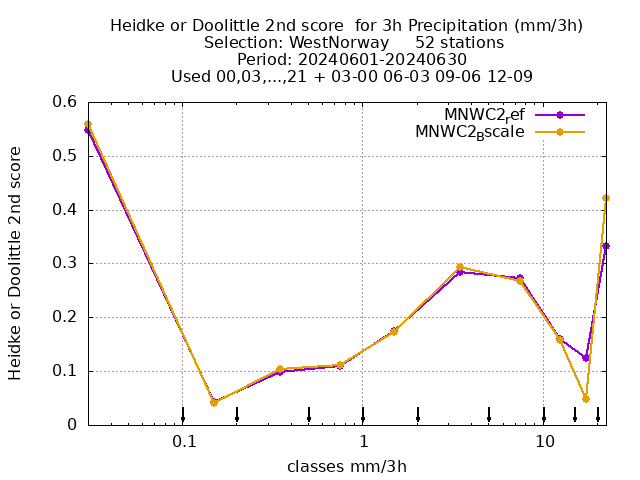 Heidke or Doolittle 2nd score  for 3h Precipitation (mm/3h)
Selection: WestNorway     52 stations
Period: 20240601-20240630
Used 00,03,...,21 + 03-00 06-03 09-06 12-09
MNWC2ref
MNWC2Bscale
Heidke or Doolittle 2nd score
0.6
0.5
0.4
0.3
0.2
0.1
0
0.1
1
10
classes mm/3h